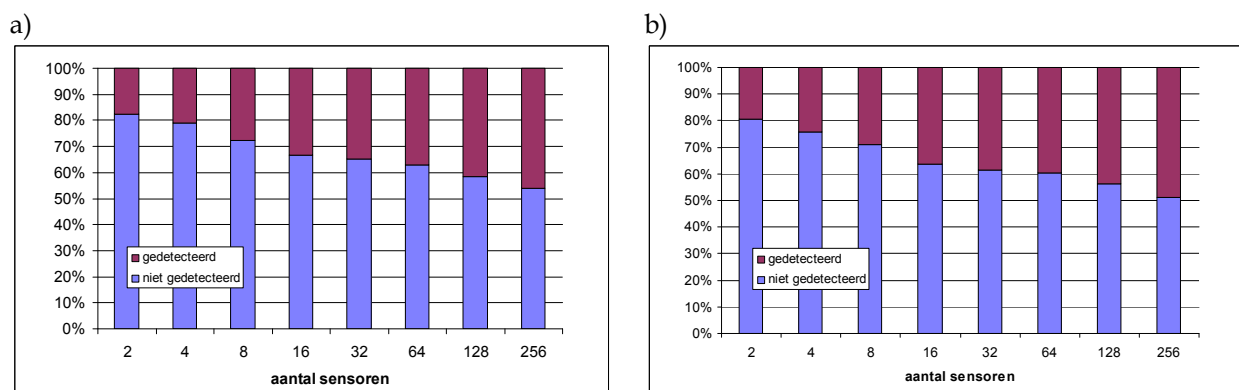 a)
100%
90%
80%
70%
60%
50%
40%
30%
20%
10%
0%
gedetecteerd
niet gedetecteerd
2 4 8 16 32 64 128 256
aantal sensoren
b)
100%
90%
80%
70%
60%
50%
40%
30%
20%
10%
0%
gedetecteerd
niet gedetecteerd
2 4 8 16 32 64 128 256
aantal sensoren